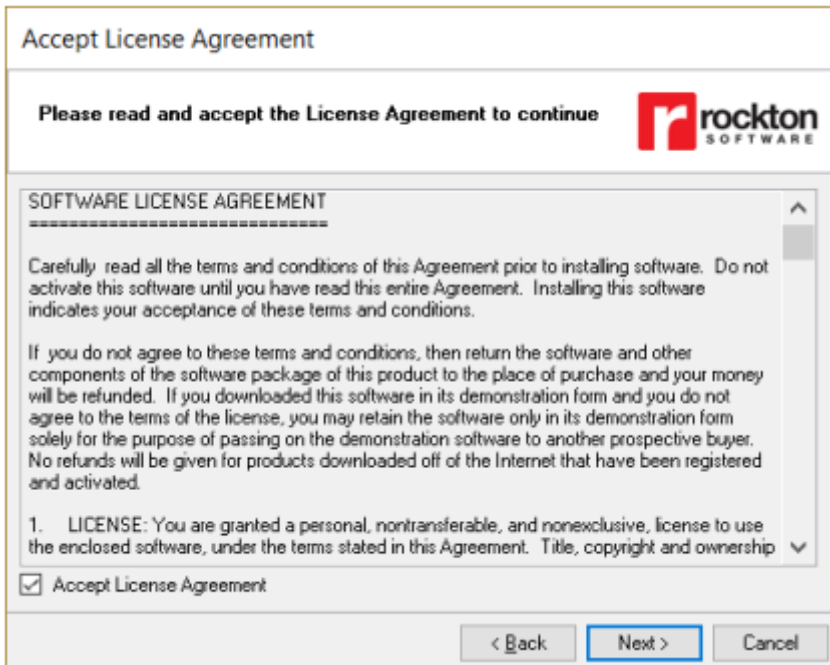 Accept License Agreement
Please read and accept the License Agreement to continue
rockton
SOFTWARE
SOFTWARE LICENSE AGREEMENT
==============================
Carefully  read all the terms and conditions of this Agreement prior to installing software.  Do not
activate this software until you have read this entire Agreement.  Installing this software
indicates your acceptance of these terms and conditions.
If  you do not agree to these terms and conditions, then return the software and other
components of the software package of this product to the place of purchase and your money
will be refunded.  If you downloaded this software in its demonstration form and you do not
agree to the terms of the license, you may retain the software only in its demonstration form
solely for the purpose of passing on the demonstration software to another prospective buyer.
No refunds will be given for products downloaded off of the Internet that have been registered
and activated.
1.    LICENSE: You are granted a personal, nontransferable, and nonexclusive, license to use
the enclosed software, under the terms stated in this Agreement.  Title, copyright and ownership
Accept License Agreement
< Back
Next >
Cancel